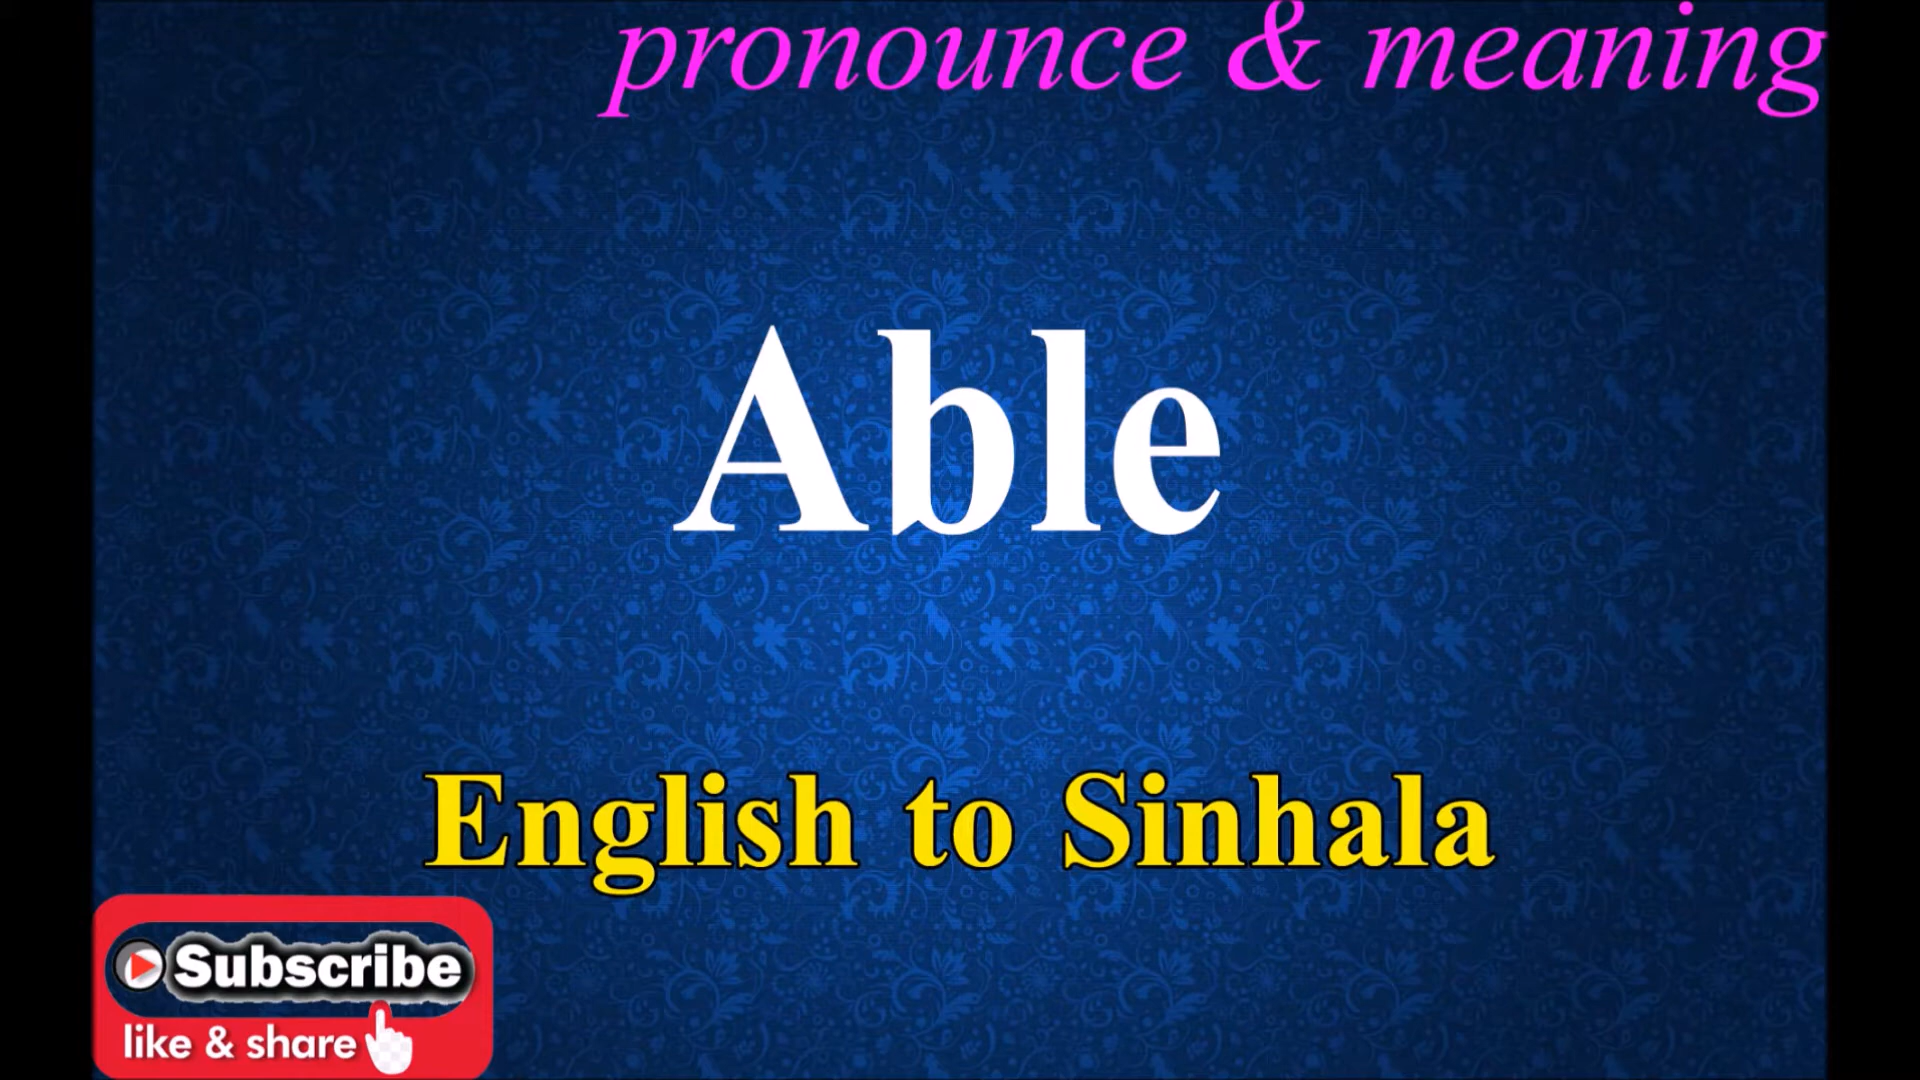 pronounce & meaning
Able
English to Sinhala
Subscribe
like & share